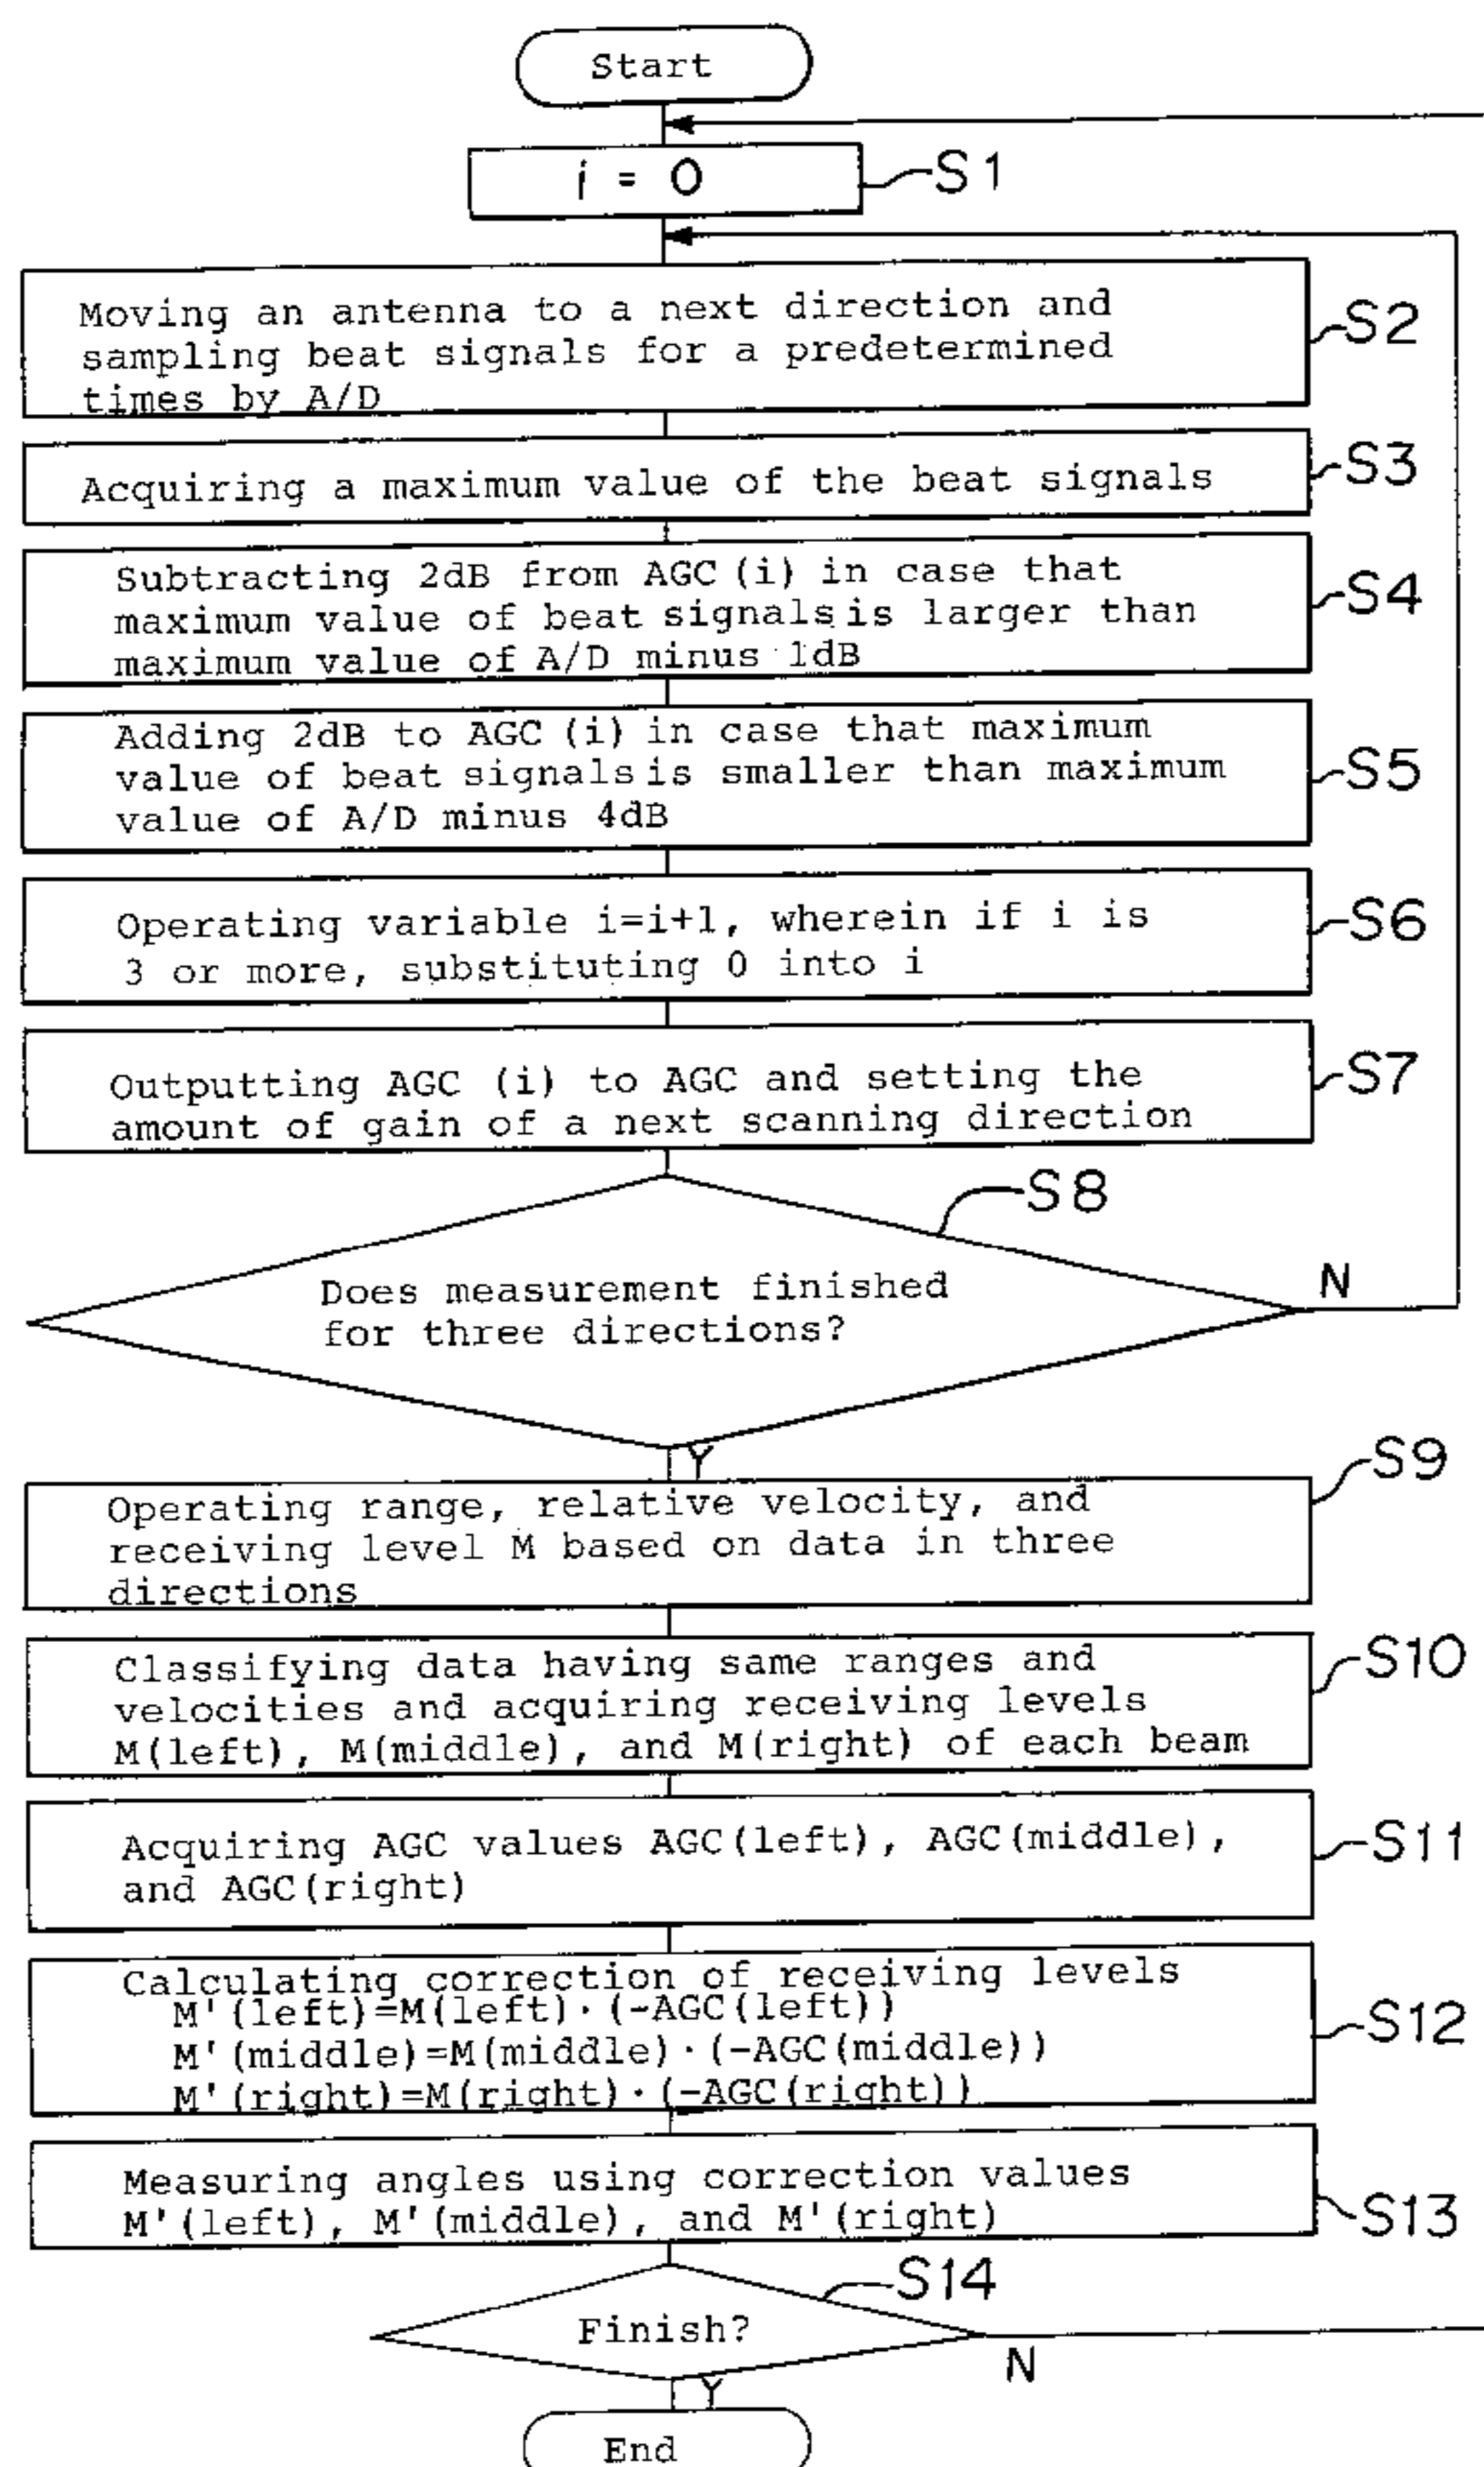 Start
i = 0
S1
Moving an antenna to a next direction and
sampling beat signals for a predetermined
times by A/D
S2
Acquiring a maximum value of the beat signals
S3
Subtracting 2dB from AGC (i) in case that
maximum value of beat signals is larger than
maximum value of A/D minus 1dB
S4
Adding 2dB to AGC (i) in case that maximum
value of beat signals is smaller than maximum
value of A/D minus 4dB
S5
Operating variable i=i+1, wherein if i is
3 or more, substituting 0 into i
S6
Outputting AGC (i) to AGC and setting the
amount of gain of a next scanning direction
S7
S8
Does measurement finished
for three directions?
N
Y
Operating range, relative velocity, and
receiving level M based on data in three
directions
S9
Classifying data having same ranges and
velocities and acquiring receiving levels
M(left), M(middle), and M(right) of each beam
S10
Acquiring AGC values AGC(left), AGC(middle),
and AGC(right)
S11
Calculating correction of receiving levels
M'(left)=M(left)·(-AGC(left))
M'(middle)=M(middle)·(-AGC(middle))
M'(right)=M(right)·(-AGC(right))
S12
Measuring angles using correction values
M'(left), M'(middle), and M'(right)
S13
S14
Finish?
N
Y
End